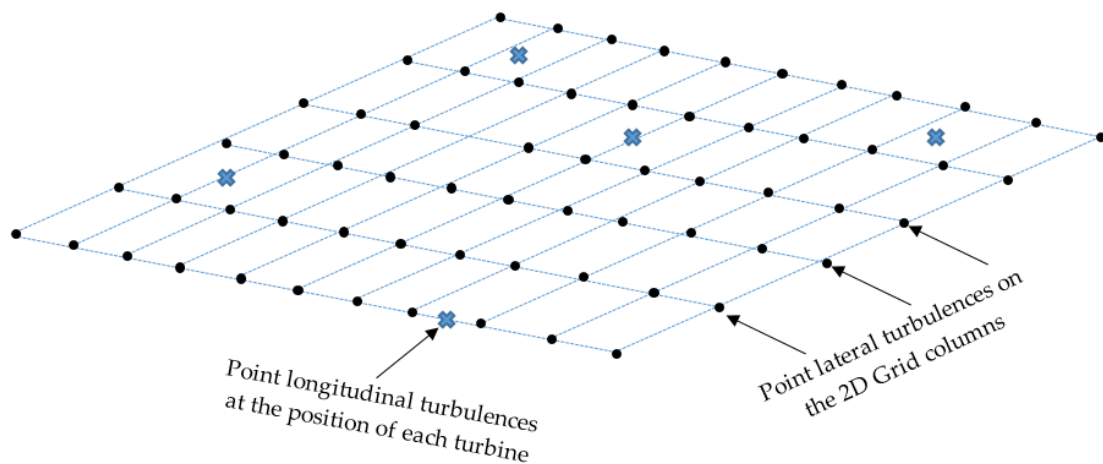 Point longitudinal turbulences
at the position of each turbine
Point lateral turbulences on
the 2D Grid columns